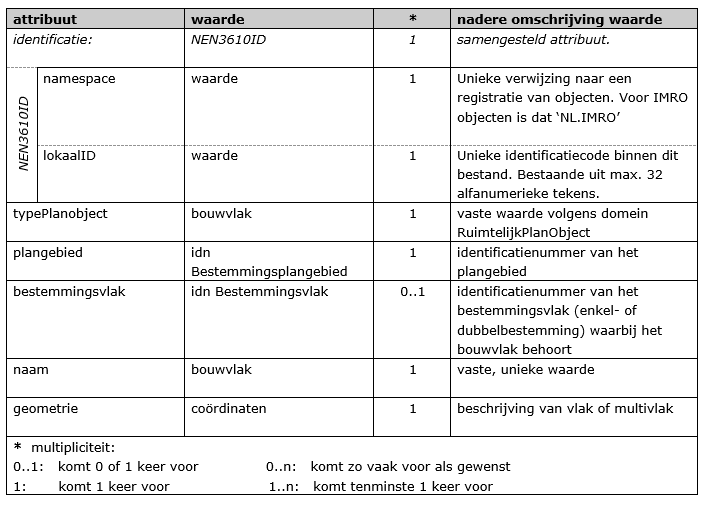 attribuut waarde * nadere omschrijving waarde
identificatie: NEN3610ID 1 samengesteld attribuut.
NEN3610ID
namespace waarde 1 Unieke verwijzing naar een
registratie van objecten. Voor IMRO
objecten is dat ‘NL.IMRO’
lokaalID waarde 1 Unieke identificatiecode binnen dit
bestand. Bestaande uit max. 32
alfanumerieke tekens.
typePlanobject bouwvlak 1 vaste waarde volgens domein
RuimtelijkPlanObject
plangebied idn 1 identificatienummer van het
Bestemmingsplangebied plangebied
bestemmingsvlak idn Bestemmingsvlak 0..1 identificatienummer van het
bestemmingsvlak (enkel- of
dubbelbestemming) waarbij het
bouwvlak behoort
naam bouwvlak 1 vaste, unieke waarde
geometrie coördinaten 1 beschrijving van vlak of multivlak
* multipliciteit:
0..1: komt 0 of 1 keer voor 0..n: komt zo vaak voor als gewenst
1: komt 1 keer voor 1..n: komt tenminste 1 keer voor